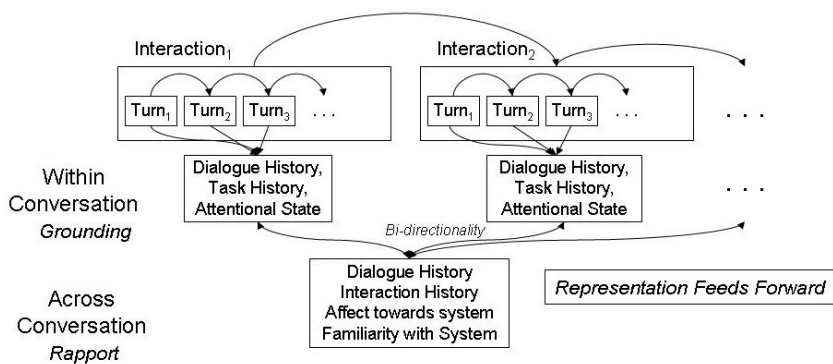 Interaction1
Interaction2
Turn1 Turn2 Turn3 . . .
Turn1 Turn2 Turn3 . . .
. . .
Within
Conversation
Grounding
Dialogue History,
Task History,
Attentional State
Dialogue History,
Task History,
Attentional State
. . .
Bi-directionality
Across
Conversation
Rapport
Dialogue History
Interaction History
Affect towards system
Familiarity with System
Representation Feeds Forward